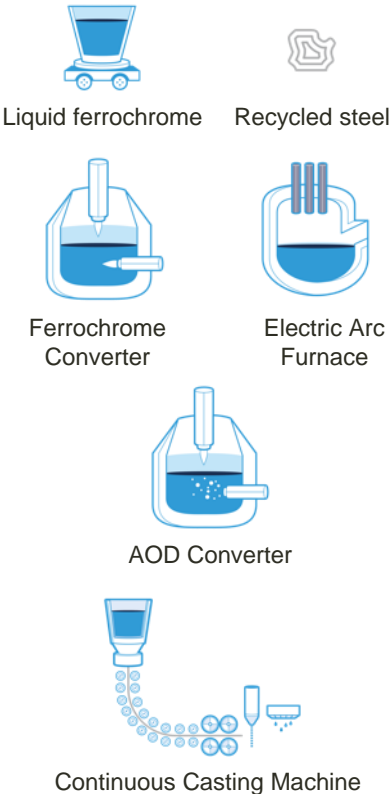 Liquid ferrochrome
Recycled steel
Ferrochrome
Converter
Electric Arc
Furnace
AOD Converter
Continuous Casting Machine